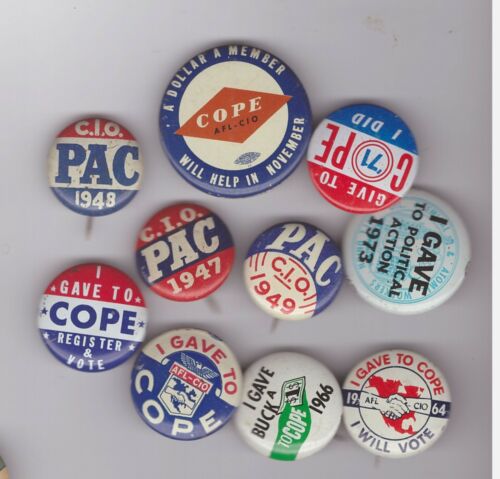 A DOLLAR A MEMBER
COPE
AFL-CIO
WILL HELP IN NOVEMBER
C.I.O.
PAC
1948
I DID
GIVE TO
C '71 PE
C.I.O.
PAC
1947
PAC
C.I.O.
1949
I GAVE
TO POLITICAL
ACTION
1973
I
GAVE TO
COPE
REGISTER
&
VOTE
I GAVE TO
AFL-CIO
COPE
I GAVE
BUCK A
TO COPE
1966
I GAVE TO COPE
19 AFL CIO 64
I WILL VOTE